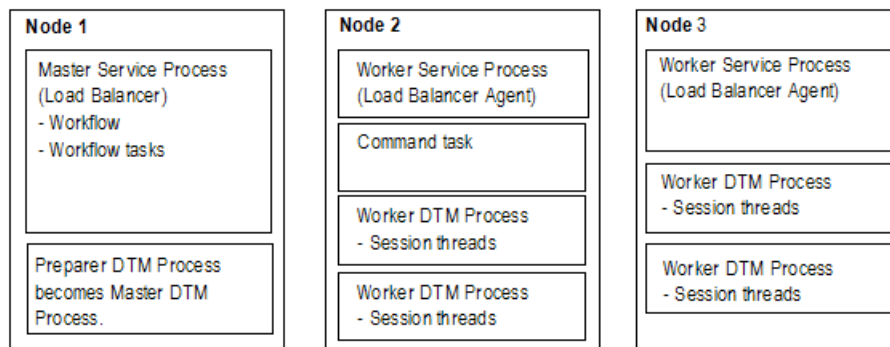 Node 1
Master Service Process
(Load Balancer)
- Workflow
- Workflow tasks
Preparer DTM Process
becomes Master DTM
Process.
Node 2
Worker Service Process
(Load Balancer Agent)
Command task
Worker DTM Process
- Session threads
Worker DTM Process
- Session threads
Node 3
Worker Service Process
(Load Balancer Agent)
Worker DTM Process
- Session threads
Worker DTM Process
- Session threads